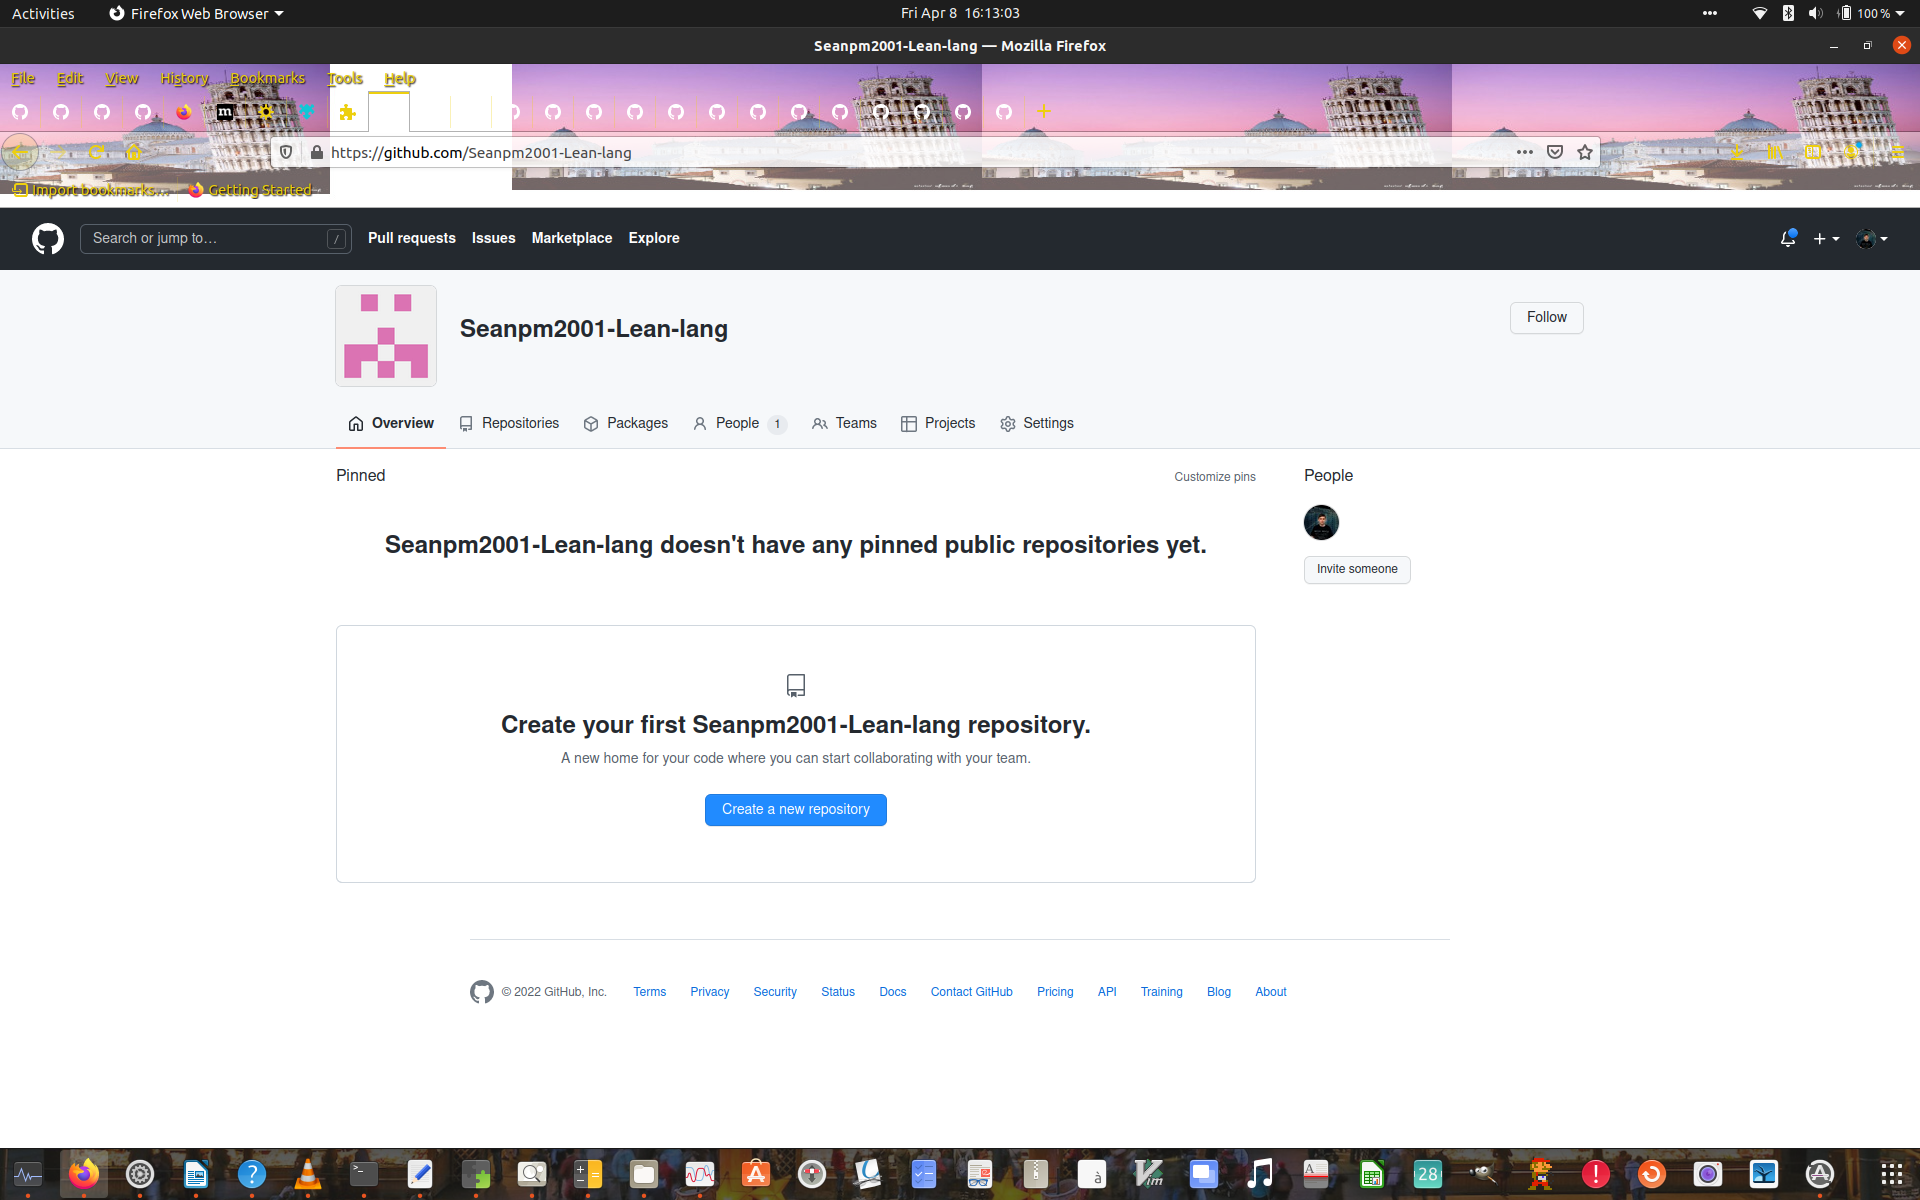 Activities Firefox Web Browser Fri Apr 8 16:13:03 100 %
Seanpm2001-Lean-lang — Mozilla Firefox
File Edit View History Bookmarks Tools Help
https://github.com/Seanpm2001-Lean-lang
Import bookmarks... Getting Started
Search or jump to... / Pull requests Issues Marketplace Explore
Seanpm2001-Lean-lang Follow
Overview Repositories Packages People 1 Teams Projects Settings
Pinned Customize pins People
Seanpm2001-Lean-lang doesn't have any pinned public repositories yet.
Invite someone
Create your first Seanpm2001-Lean-lang repository.
A new home for your code where you can start collaborating with your team.
Create a new repository
© 2022 GitHub, Inc. Terms Privacy Security Status Docs Contact GitHub Pricing API Training Blog About
28